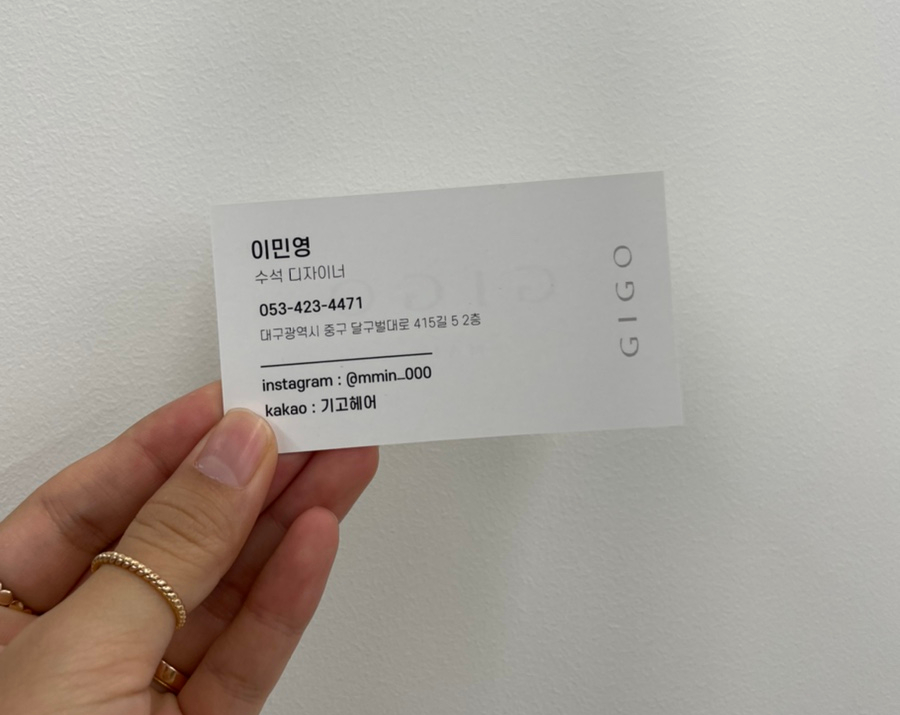 이민영
수석 디자이너
053-423-4471
대구광역시 중구 달구벌대로 415길 5 2층
instagram : @mmin_000
kakao : 기고헤어
GIGO